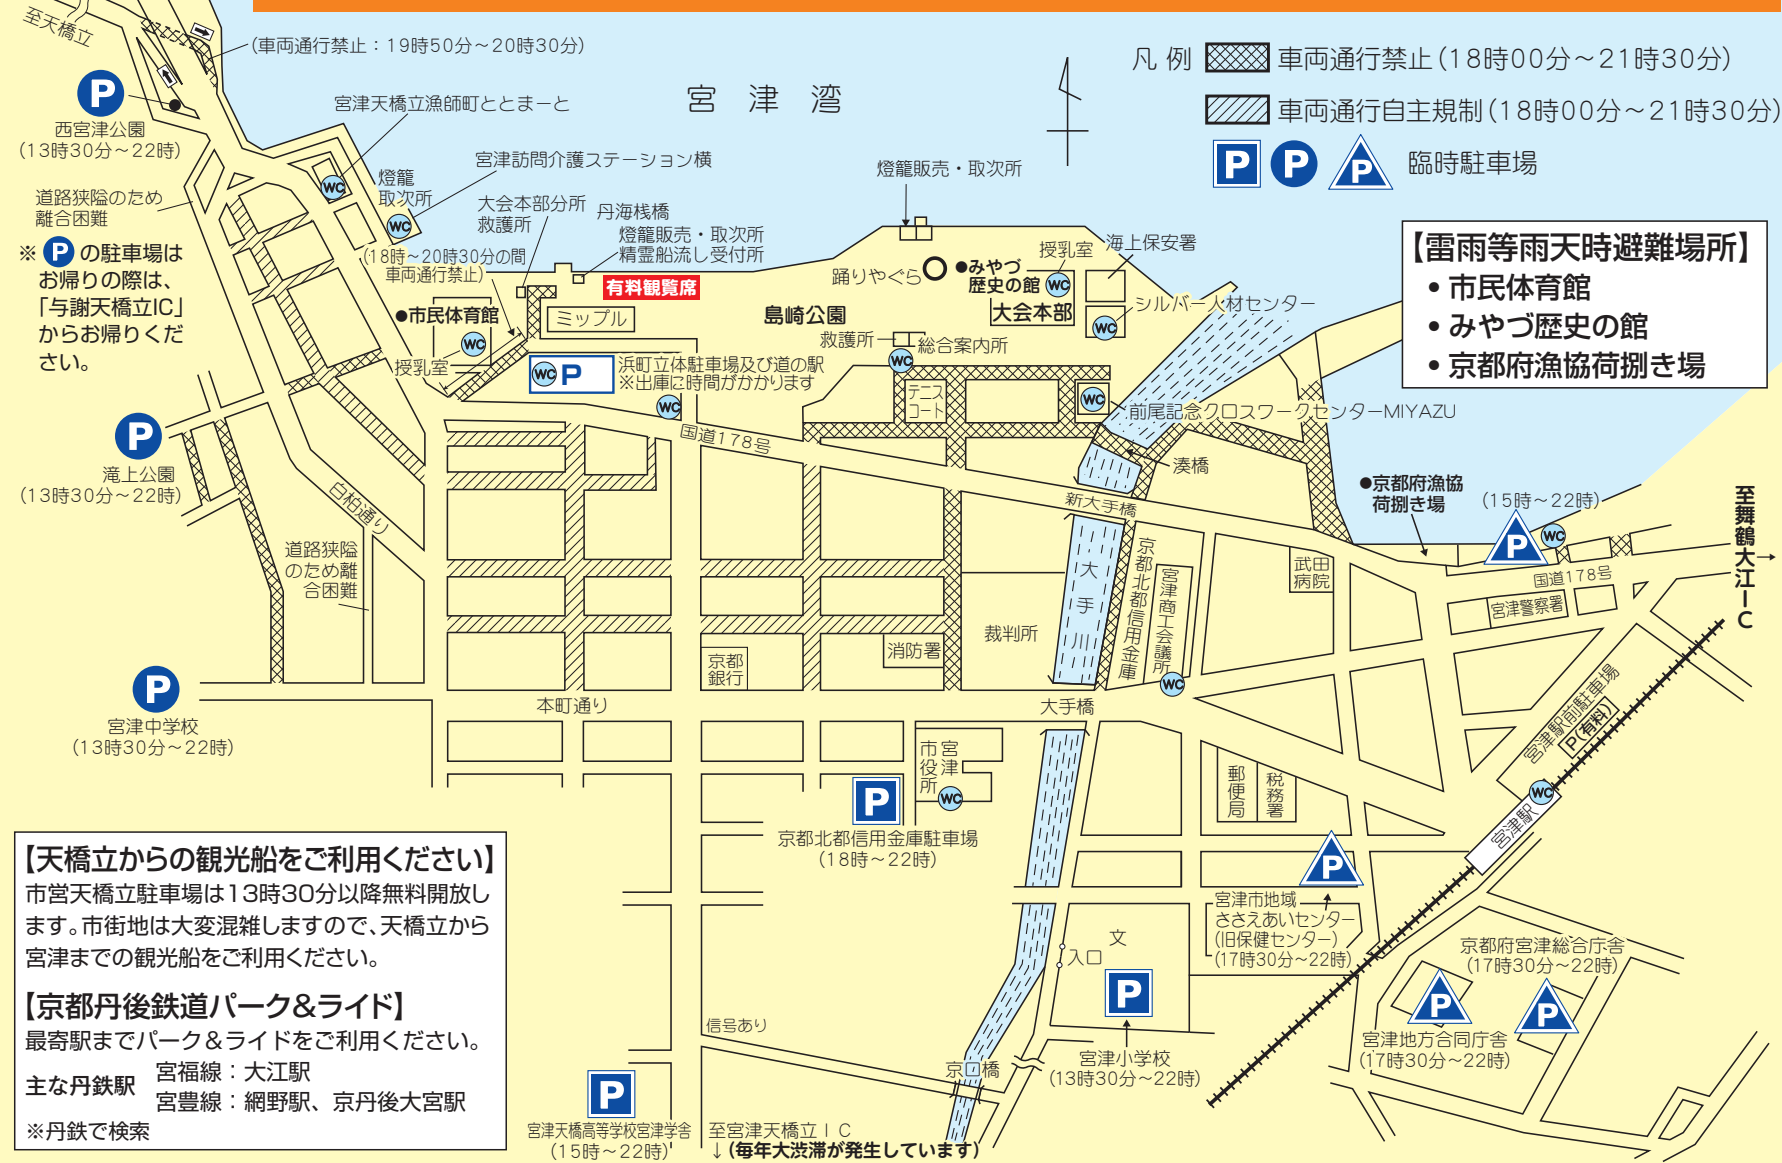 至天橋立
(車両通行禁止：19時50分～20時30分)
宮津湾
凡例
車両通行禁止(18時00分～21時30分)
車両通行自主規制(18時00分～21時30分)
P P P 臨時駐車場
P
西宮津公園
(13時30分～22時)
宮津天橋立漁師町ととまーと
WC
道路狭隘のため
離合困難
※Pの駐車場は
お帰りの際は、
「与謝天橋立IC」
からお帰りくだ
さい。
燈籠
取次所
宮津訪問介護ステーション横
WC
(18時～20時30分の間
車両通行禁止)
大会本部分所
救護所
丹海桟橋
燈籠販売・取次所
精霊船流し受付所
有料観覧席
ミップル
●市民体育館
WC
授乳室
WC P
浜町立体駐車場及び道の駅
※出庫に時間がかかります
WC
国道178号
燈籠販売・取次所
踊りやぐら
●みやづ
歴史の館
授乳室
WC
大会本部
海上保安署
シルバー人材センター
WC
島崎公園
救護所
総合案内所
WC
テニス
コート
WC
前尾記念クロスワークセンターMIYAZU
湊橋
新大手橋
【雷雨等雨天時避難場所】
•市民体育館
•みやづ歴史の館
•京都府漁協荷捌き場
●京都府漁協
荷捌き場
(15時～22時)
P
WC
至舞鶴大江IC
国道178号
宮津警察署
武田
病院
P
滝上公園
(13時30分～22時)
白柏通り
道路狭隘
のため離
合困難
P
宮津中学校
(13時30分～22時)
京都
銀行
消防署
裁判所
大手川
京都北都信用金庫
宮津商工会議所
WC
本町通り
大手橋
宮津市役所
WC
P
京都北都信用金庫駐車場
(18時～22時)
郵便局
税務署
宮津駅前駐車場
P(有料)
WC
宮津駅
P
宮津市地域
ささえあいセンター
(旧保健センター)
(17時30分～22時)
京都府宮津総合庁舎
(17時30分～22時)
P
P
宮津地方合同庁舎
(17時30分～22時)
文
入口
P
宮津小学校
(13時30分～22時)
信号あり
京口橋
P
宮津天橋高等学校宮津学舎
(15時～22時)
至宮津天橋立IC
↓(毎年大渋滞が発生しています)
【天橋立からの観光船をご利用ください】
市営天橋立駐車場は13時30分以降無料開放し
ます。市街地は大変混雑しますので、天橋立から
宮津までの観光船をご利用ください。
【京都丹後鉄道パーク&ライド】
最寄駅までパーク&ライドをご利用ください。
主な丹鉄駅
宮福線：大江駅
宮豊線：網野駅、京丹後大宮駅
※丹鉄で検索